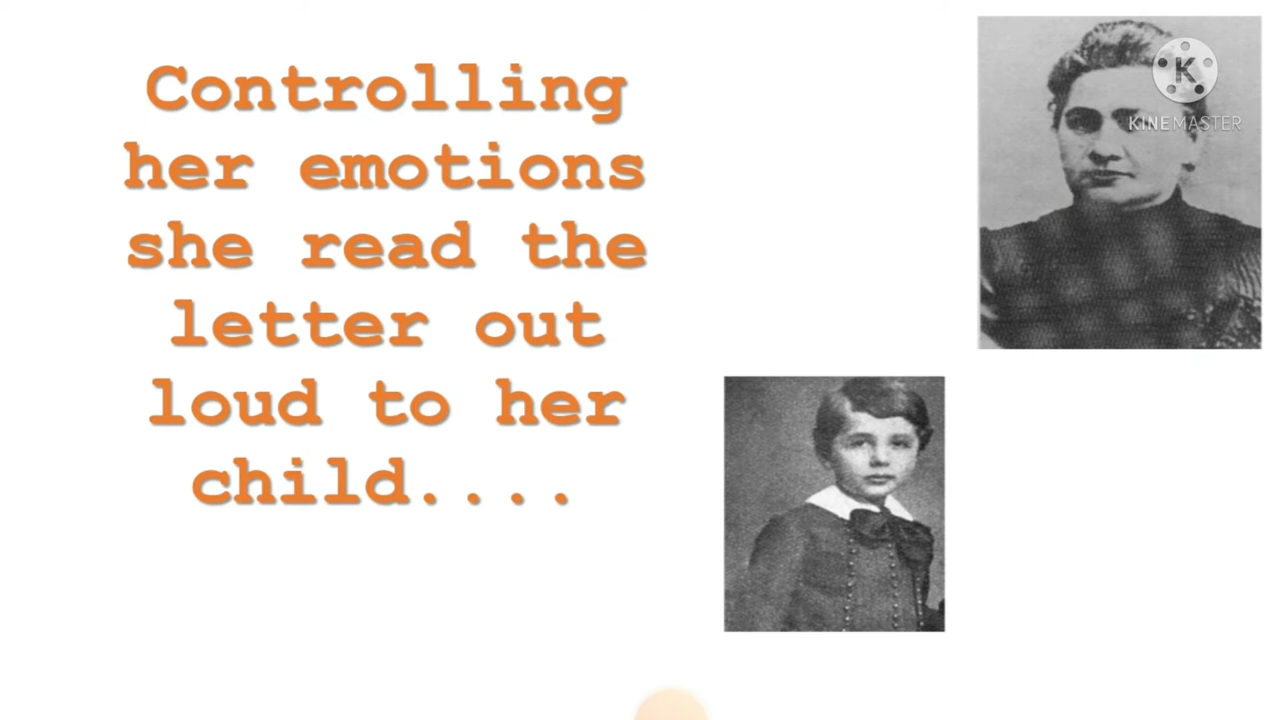 Controlling
her emotions
she read the
letter out
loud to her
child....
K
KINEMASTER